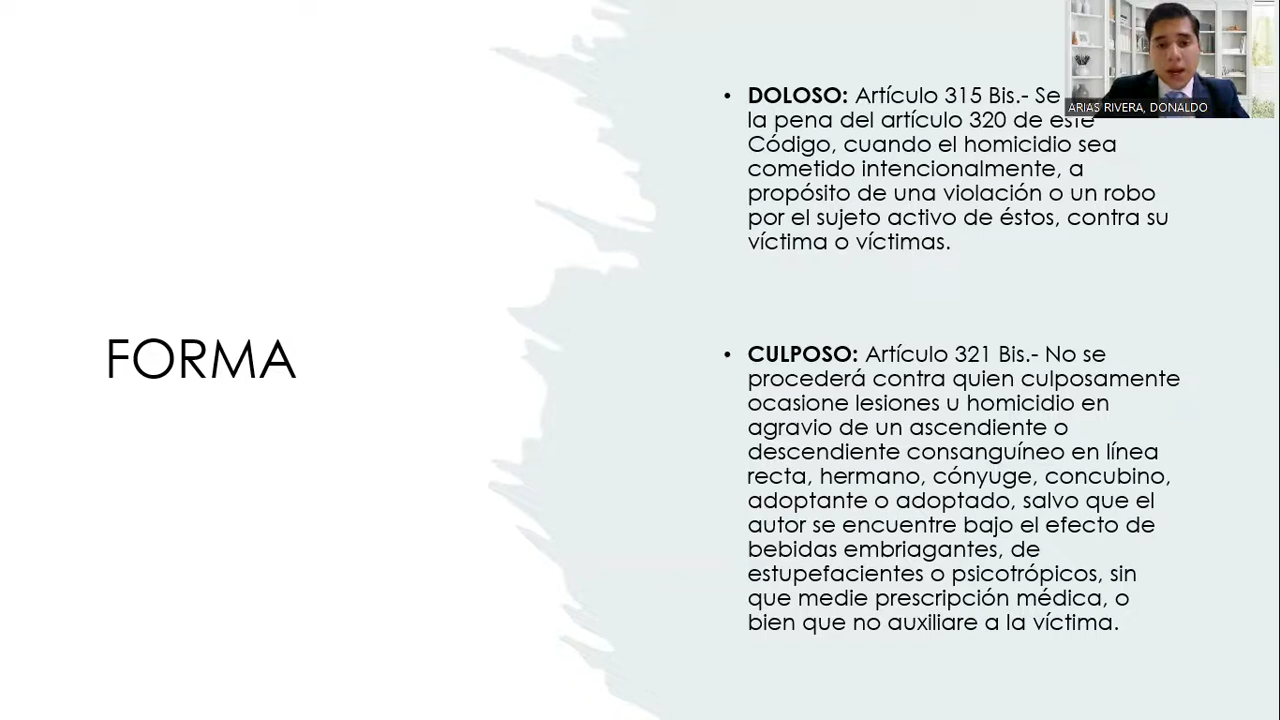 FORMA
• DOLOSO: Artículo 315 Bis.- Se
la pena del artículo 320 de este
Código, cuando el homicidio sea
cometido intencionalmente, a
propósito de una violación o un robo
por el sujeto activo de éstos, contra su
víctima o víctimas.
• CULPOSO: Artículo 321 Bis.- No se
procederá contra quien culposamente
ocasione lesiones u homicidio en
agravio de un ascendiente o
descendiente consanguíneo en línea
recta, hermano, cónyuge, concubino,
adoptante o adoptado, salvo que el
autor se encuentre bajo el efecto de
bebidas embriagantes, de
estupefacientes o psicotrópicos, sin
que medie prescripción médica, o
bien que no auxiliare a la víctima.
ARIAS RIVERA, DONALDO